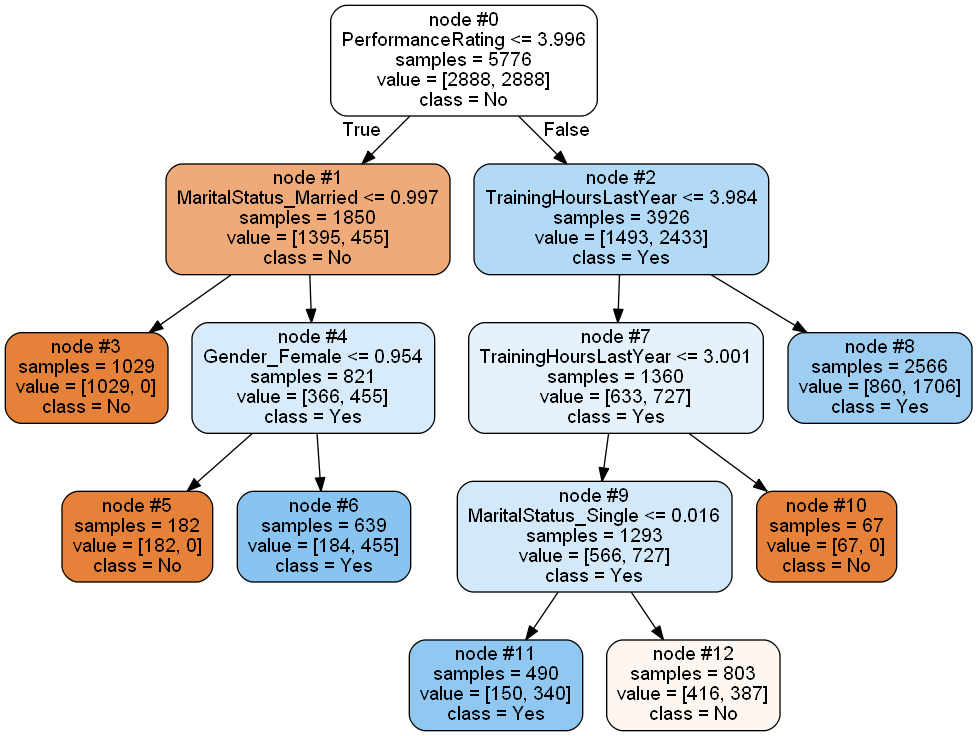 node #0
PerformanceRating <= 3.996
samples = 5776
value = [2888, 2888]
class = No
True
False
node #1
MaritalStatus_Married <= 0.997
samples = 1850
value = [1395, 455]
class = No
node #2
TrainingHoursLastYear <= 3.984
samples = 3926
value = [1493, 2433]
class = Yes
node #3
samples = 1029
value = [1029, 0]
class = No
node #4
Gender_Female <= 0.954
samples = 821
value = [366, 455]
class = Yes
node #7
TrainingHoursLastYear <= 3.001
samples = 1360
value = [633, 727]
class = Yes
node #8
samples = 2566
value = [860, 1706]
class = Yes
node #5
samples = 182
value = [182, 0]
class = No
node #6
samples = 639
value = [184, 455]
class = Yes
node #9
MaritalStatus_Single <= 0.016
samples = 1293
value = [566, 727]
class = Yes
node #10
samples = 67
value = [67, 0]
class = No
node #11
samples = 490
value = [150, 340]
class = Yes
node #12
samples = 803
value = [416, 387]
class = No